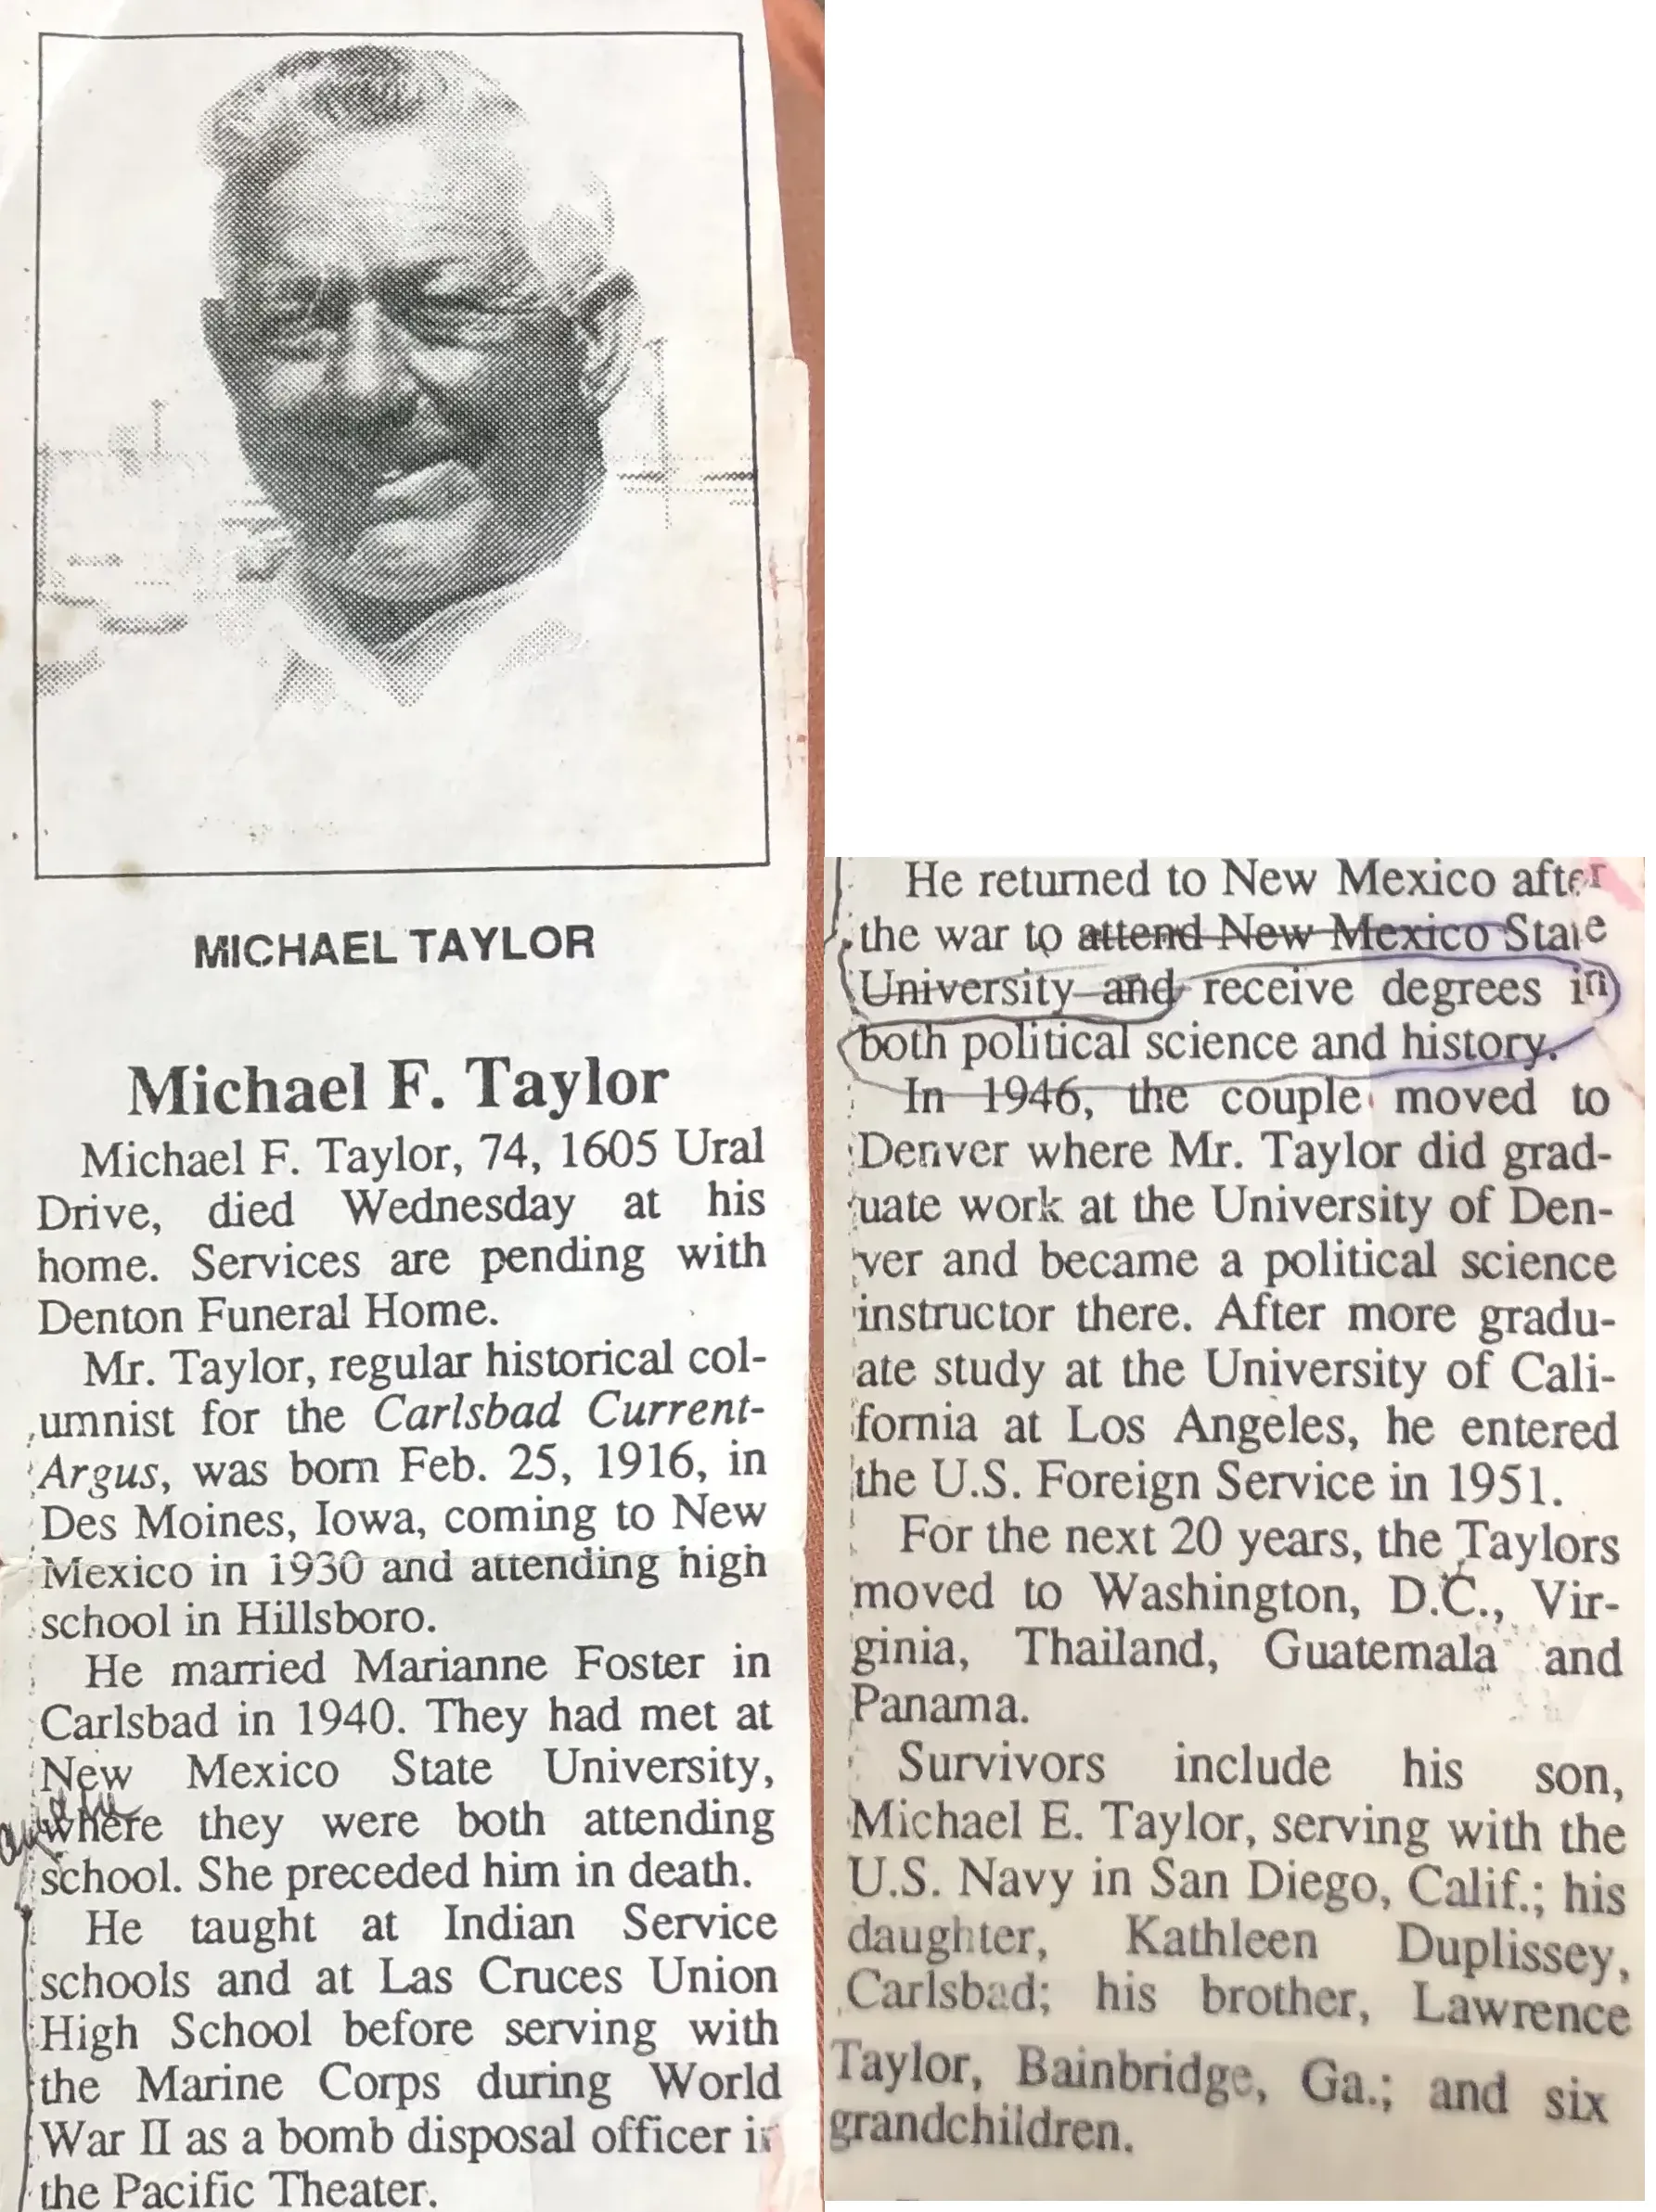 MICHAEL TAYLOR
Michael F. Taylor
Michael F. Taylor, 74, 1605 Ural
Drive, died Wednesday at his
home. Services are pending with
Denton Funeral Home.
Mr. Taylor, regular historical col-
umnist for the Carlsbad Current-
Argus, was born Feb. 25, 1916, in
Des Moines, Iowa, coming to New
Mexico in 1930 and attending high
school in Hillsboro.
He married Marianne Foster in
Carlsbad in 1940. They had met at
New Mexico State University,
where they were both attending
school. She preceded him in death.
He taught at Indian Service
schools and at Las Cruces Union
High School before serving with
the Marine Corps during World
War II as a bomb disposal officer in
the Pacific Theater.
He returned to New Mexico after
the war to attend New Mexico State
University and receive degrees in
both political science and history.
In 1946, the couple moved to
Denver where Mr. Taylor did grad-
uate work at the University of Den-
ver and became a political science
instructor there. After more gradu-
ate study at the University of Cali-
fornia at Los Angeles, he entered
the U.S. Foreign Service in 1951.
For the next 20 years, the Taylors
moved to Washington, D.C., Vir-
ginia, Thailand, Guatemala and
Panama.
Survivors include his son,
Michael E. Taylor, serving with the
U.S. Navy in San Diego, Calif.; his
daughter, Kathleen Duplissey,
Carlsbad; his brother, Lawrence
Taylor, Bainbridge, Ga.; and six
grandchildren.